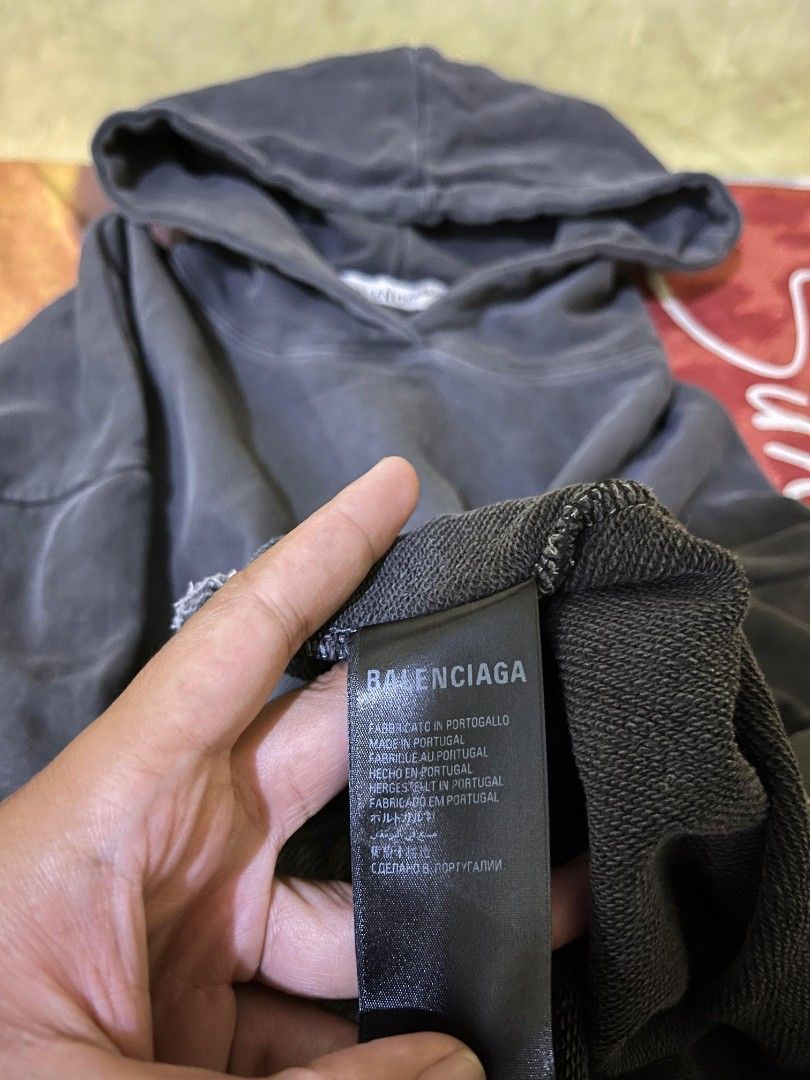 BALENCIAGA
FABBRICATO IN PORTOGALLO
MADE IN PORTUGAL
FABRIQUE AU PORTUGAL
HECHO EN PORTUGAL
HERGESTELLT IN PORTUGAL
FABRICADO EM PORTUGAL
ポルトガル製
СДЕЛАНО В ПОРТУГАЛИИ